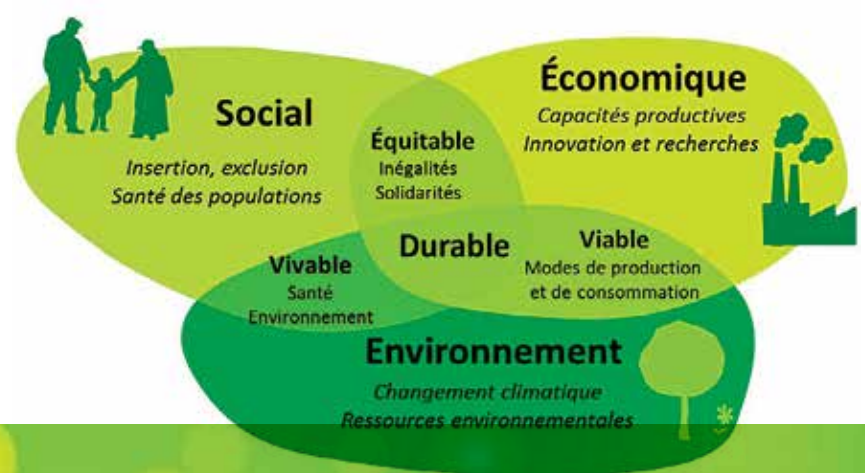 Social
Insertion, exclusion
Santé des populations
Économique
Capacités productives
Innovation et recherches
Équitable
Inégalités
Solidarités
Durable
Viable
Modes de production
et de consommation
Vivable
Santé
Environnement
Environnement
Changement climatique
Ressources environnementales